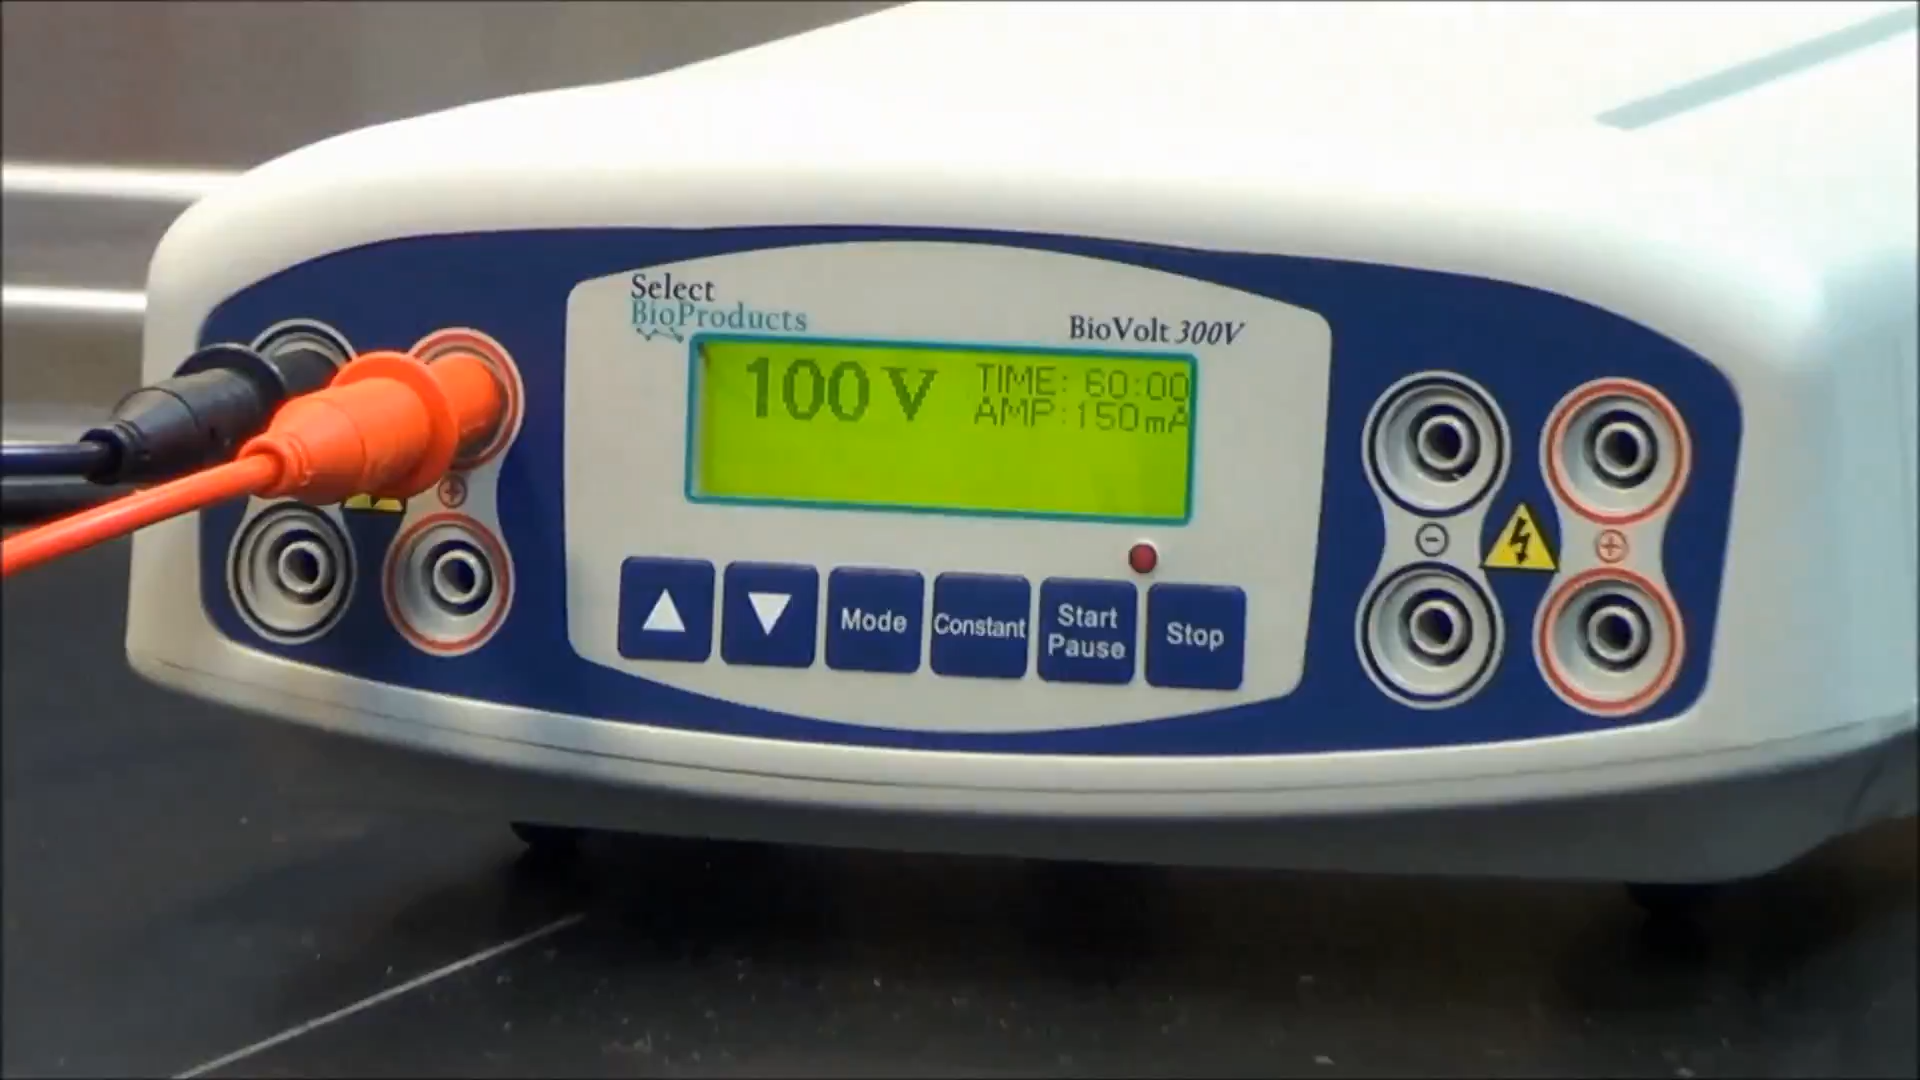 Select
BioProducts
BioVolt 300V
100 V
TIME: 60:00
AMP:150mA
Mode
Constant
Start
Pause
Stop